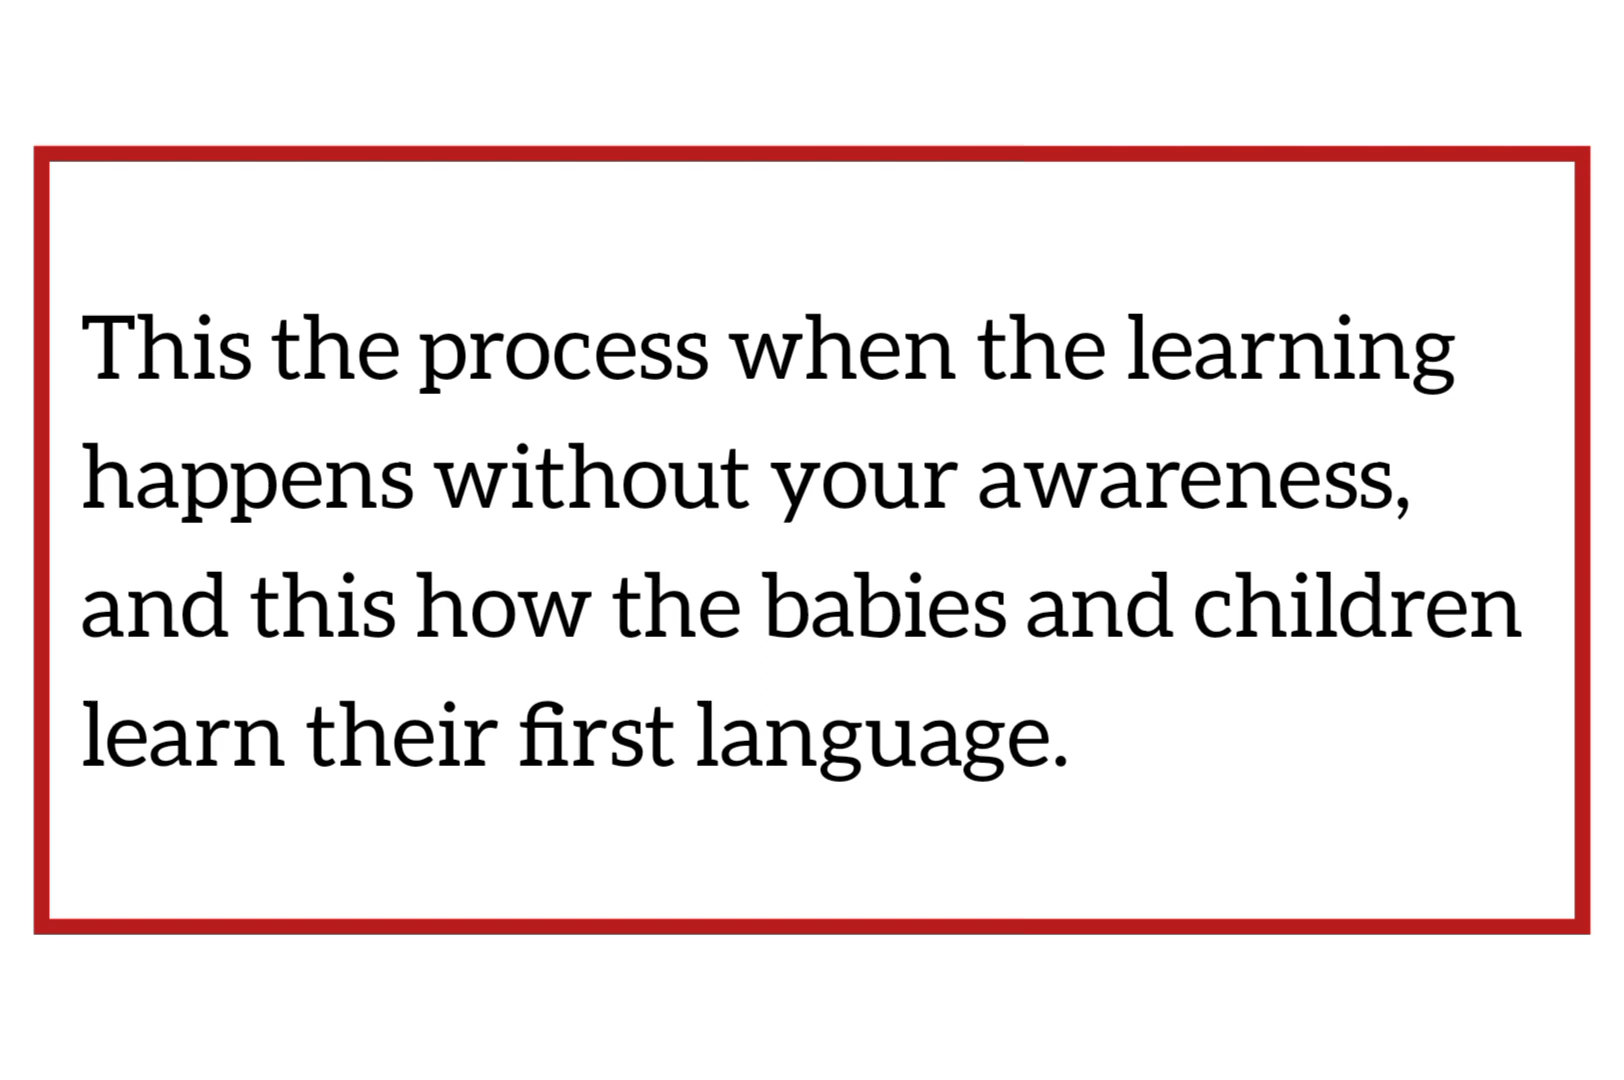 This the process when the learning
happens without your awareness,
and this how the babies and children
learn their first language.